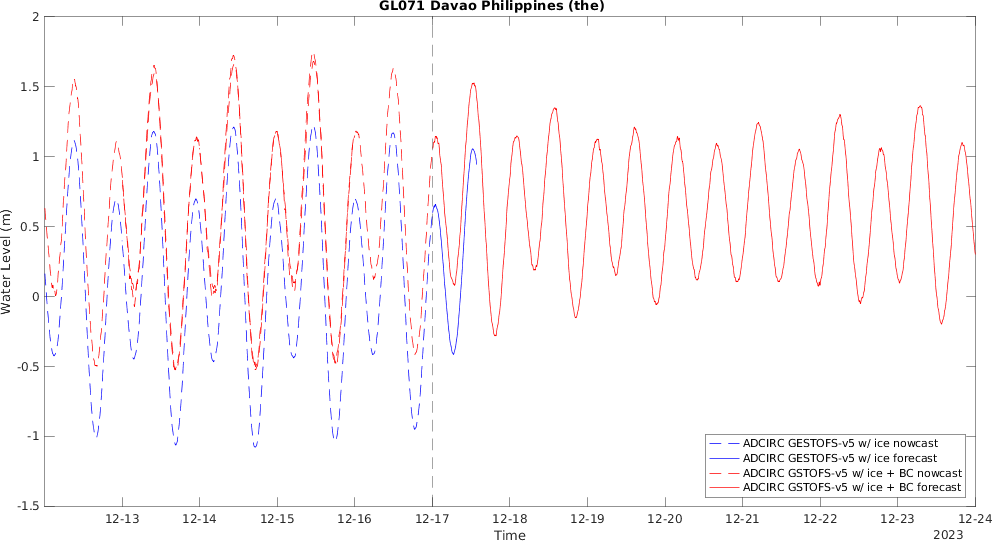 GL071 Davao Philippines (the)
Water Level (m)
2
1.5
1
0.5
0
-0.5
-1
-1.5
ADCIRC GESTOFS-v5 w/ ice nowcast
ADCIRC GESTOFS-v5 w/ ice forecast
ADCIRC GSTOFS-v5 w/ ice + BC nowcast
ADCIRC GSTOFS-v5 w/ ice + BC forecast
12-13 12-14 12-15 12-16 12-17 12-18 12-19 12-20 12-21 12-22 12-23 12-24
Time
2023